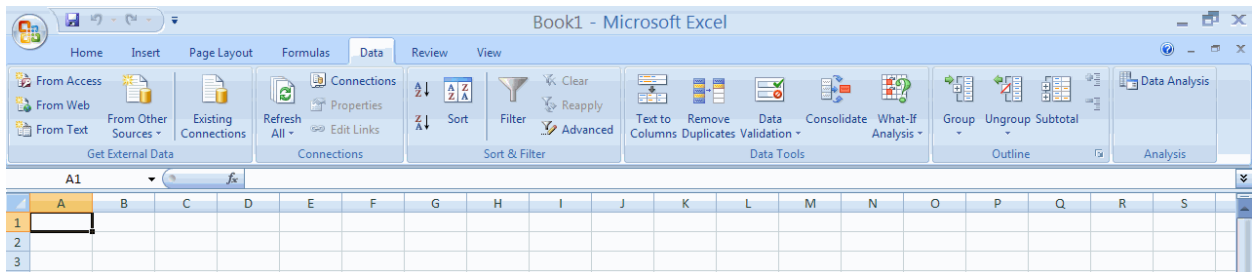 Book1 - Microsoft Excel
Home Insert Page Layout Formulas Data Review View
From Access
From Web
From Text
From Other Sources
Existing Connections
Get External Data
Refresh All
Connections
Properties
Edit Links
Connections
Sort
Filter
Clear
Reapply
Advanced
Sort & Filter
Text to Columns
Remove Duplicates
Data Validation
Consolidate
What-If Analysis
Data Tools
Group
Ungroup
Subtotal
Outline
Data Analysis
Analysis
A1 fx
A B C D E F G H I J K L M N O P Q R S
1
2
3